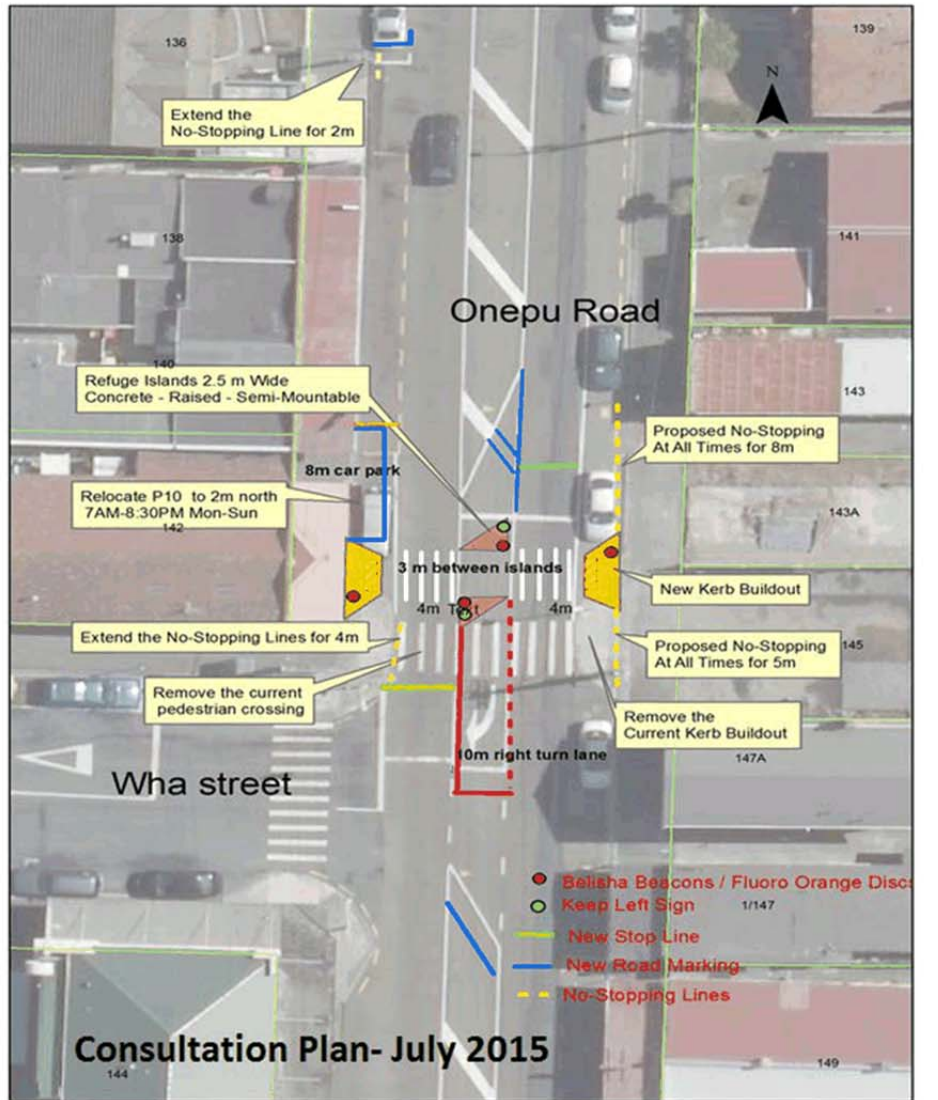 136
139
N
Extend the
No-Stopping Line for 2m
138
141
Onepu Road
140
Refuge Islands 2.5 m Wide
Concrete - Raised - Semi-Mountable
143
Proposed No-Stopping
At All Times for 8m
8m car park
Relocate P10 to 2m north
7AM-8:30PM Mon-Sun
142
143A
3 m between islands
New Kerb Buildout
4m Text
4m
Extend the No-Stopping Lines for 4m
Proposed No-Stopping
At All Times for 5m
145
Remove the current
pedestrian crossing
Remove the
Current Kerb Buildout
10m right turn lane
147A
Wha street
Belisha Beacons / Fluoro Orange Discs
Keep Left Sign
1/147
New Stop Line
New Road Marking
No-Stopping Lines
Consultation Plan- July 2015
144
149